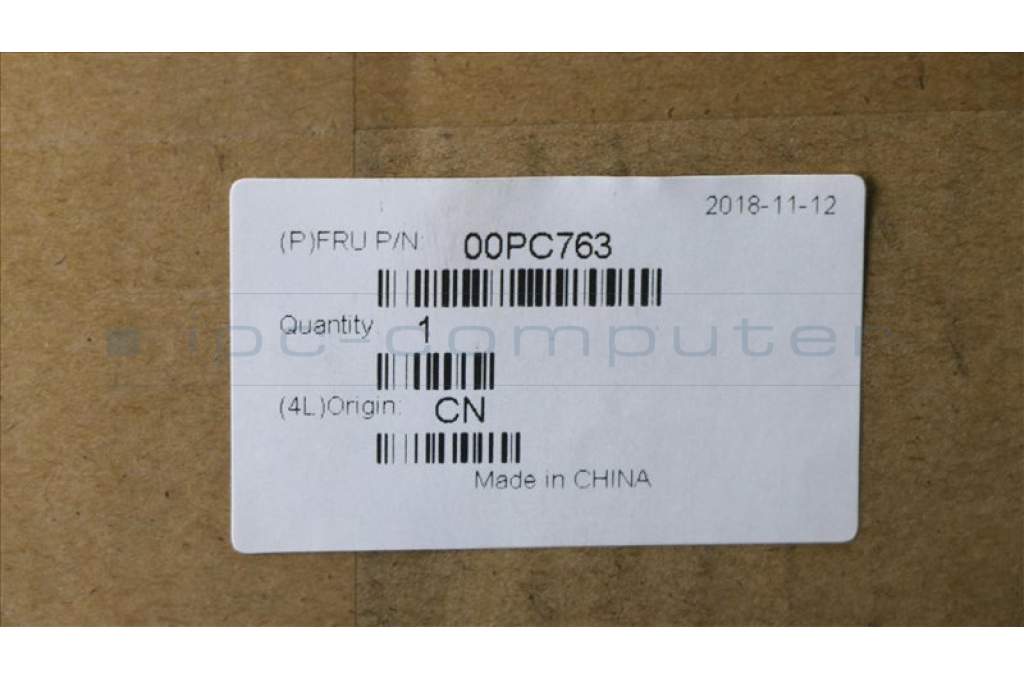 2018-11-12
(P)FRU P/N: 00PC763
Quantity 1
ipc-computer
(4L)Origin: CN
Made in CHINA